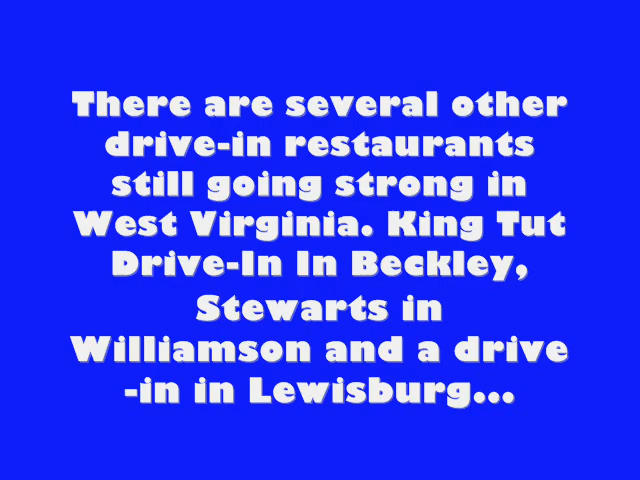 There are several other
drive-in restaurants
still going strong in
West Virginia. King Tut
Drive-In In Beckley,
Stewarts in
Williamson and a drive
-in in Lewisburg...